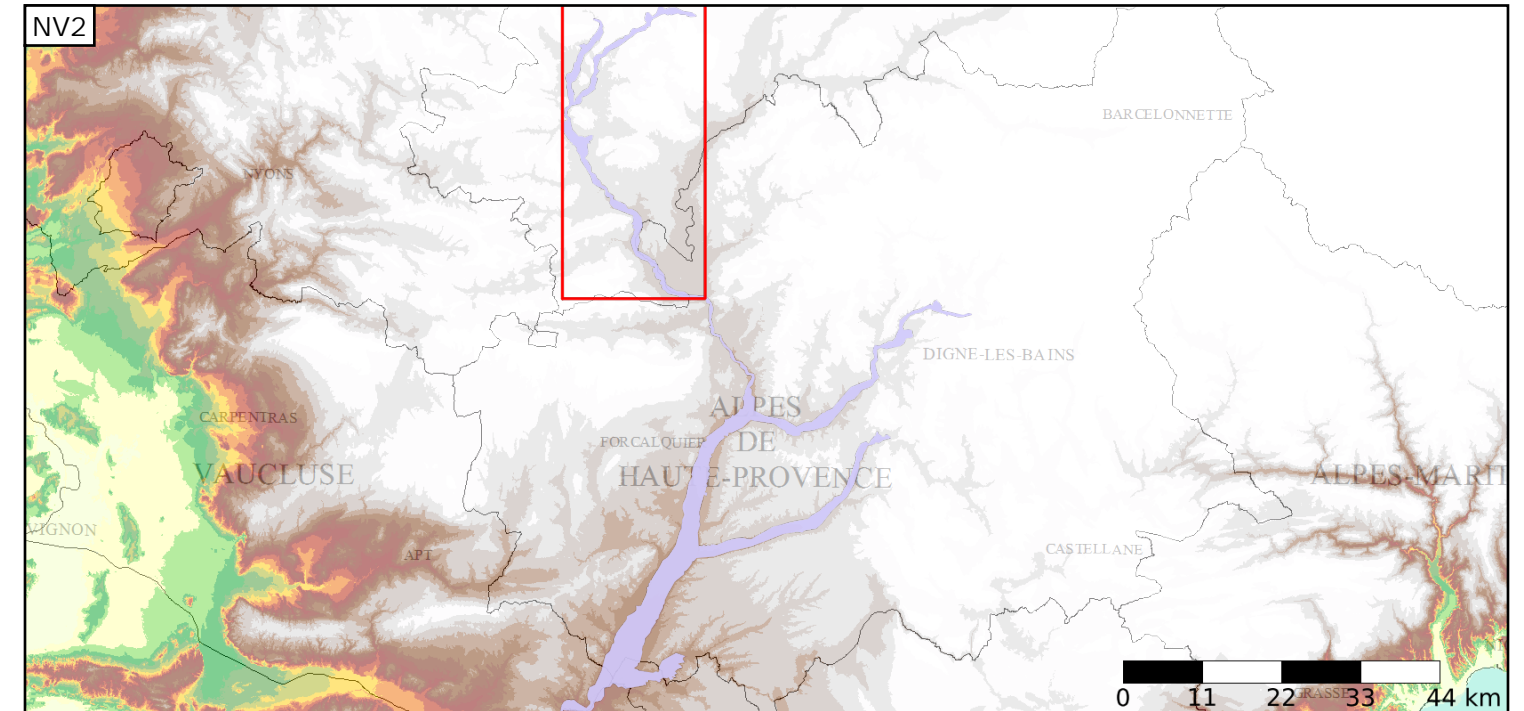 NV2
BARCELONNETTE
NYONS
DIGNE-LES-BAINS
CARPENTRAS
ALPES
FORCALQUIER
DE
VAUCLUSE
HAUTE-PROVENCE
ALPES-MARIT
VIGNON
APT
CASTELLANE
GRASSE
0 11 22 33 44 km